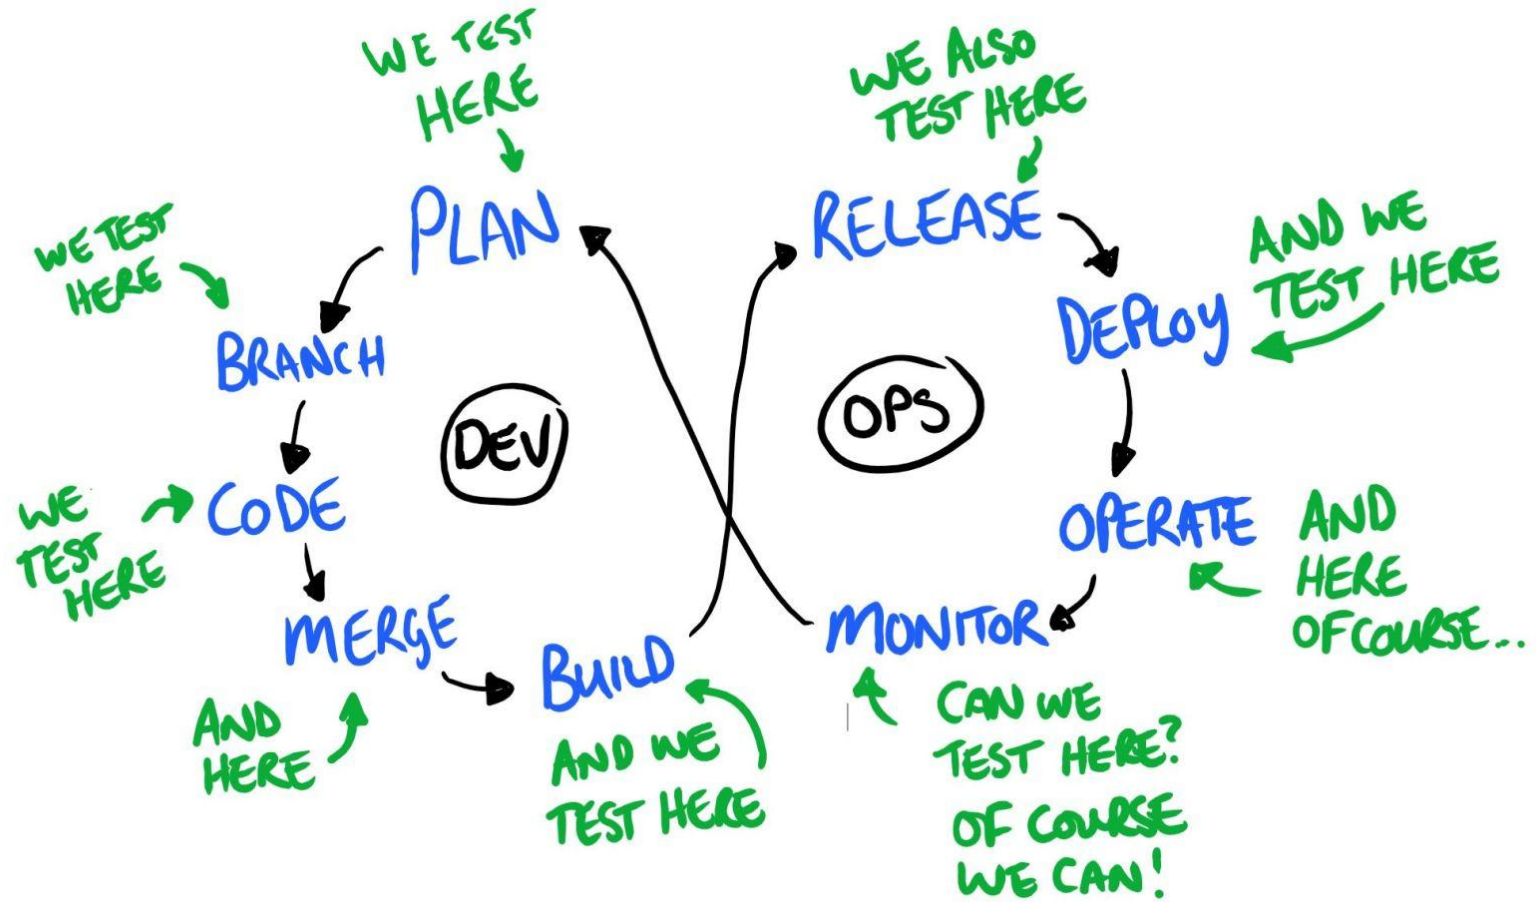 WE TEST
HERE
PLAN
WE TEST
HERE
BRANCH
WE
TEST
HERE
CODE
MERGE
AND
HERE
BUILD
AND WE
TEST HERE
DEV
WE ALSO
TEST HERE
RELEASE
AND WE
TEST HERE
DEPLOY
OPS
OPERATE
AND
HERE
OFCOURSE...
MONITOR
CAN WE
TEST HERE?
OF COURSE
WE CAN!